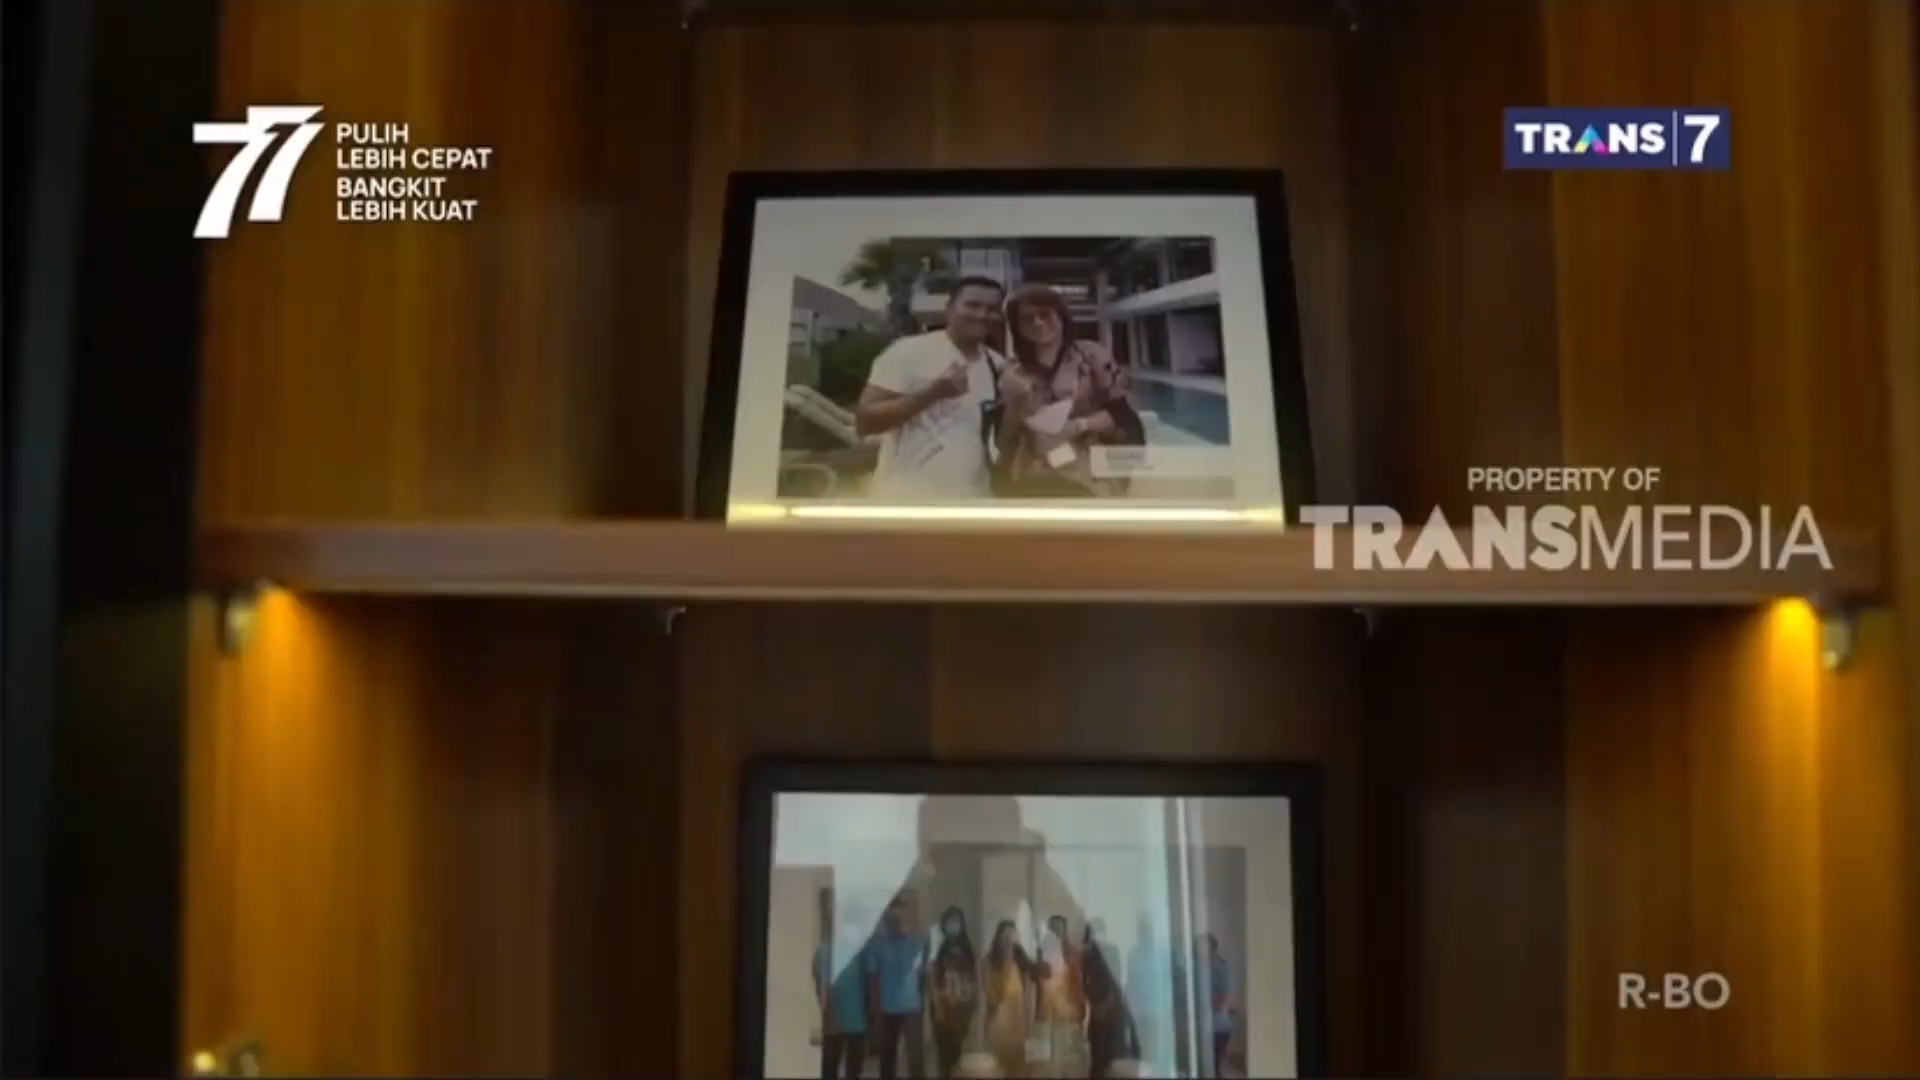 77
PULIH
LEBIH CEPAT
BANGKIT
LEBIH KUAT
TRANS|7
PROPERTY OF
TRANSMEDIA
R-BO